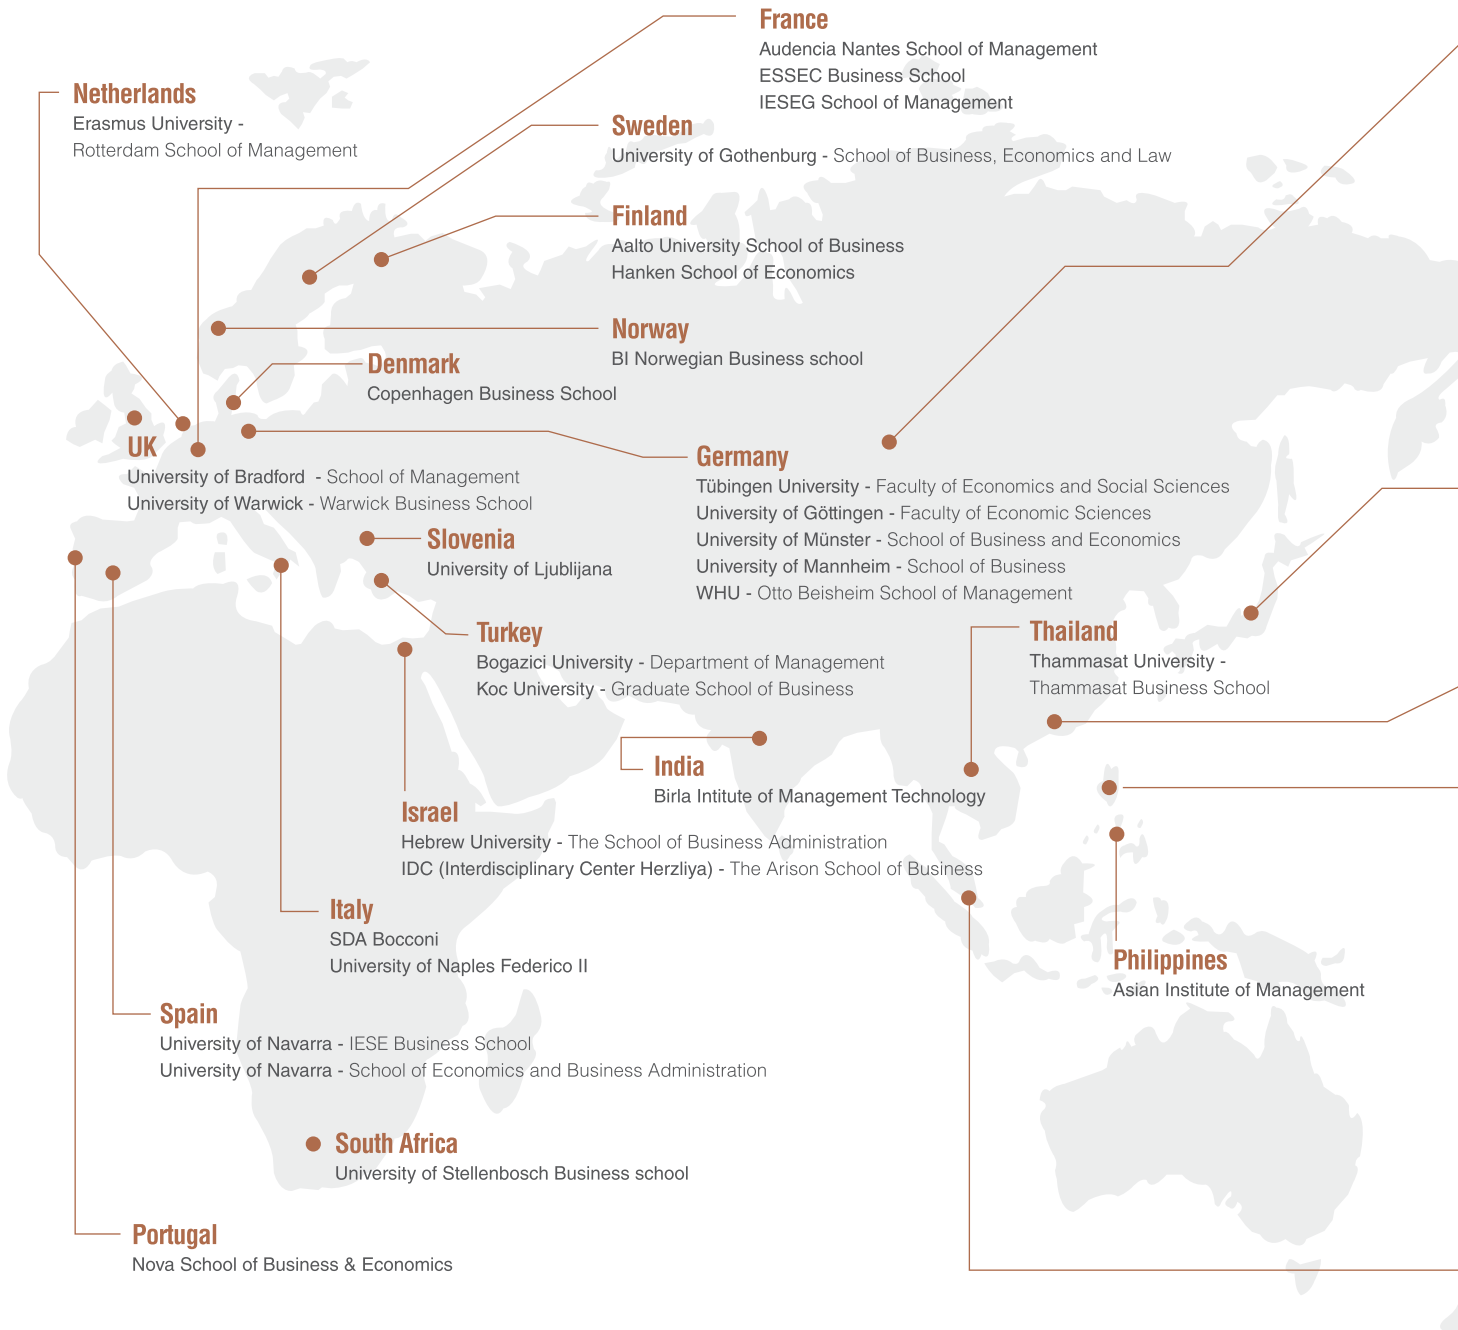 France
Audencia Nantes School of Management
ESSEC Business School
IESEG School of Management
Netherlands
Erasmus University -
Rotterdam School of Management
Sweden
University of Gothenburg - School of Business, Economics and Law
Finland
Aalto University School of Business
Hanken School of Economics
Norway
BI Norwegian Business school
Denmark
Copenhagen Business School
UK
University of Bradford - School of Management
University of Warwick - Warwick Business School
Germany
Tübingen University - Faculty of Economics and Social Sciences
University of Göttingen - Faculty of Economic Sciences
University of Münster - School of Business and Economics
University of Mannheim - School of Business
WHU - Otto Beisheim School of Management
Slovenia
University of Ljublijana
Turkey
Bogazici University - Department of Management
Koc University - Graduate School of Business
Thailand
Thammasat University -
Thammasat Business School
India
Birla Intitute of Management Technology
Israel
Hebrew University - The School of Business Administration
IDC (Interdisciplinary Center Herzliya) - The Arison School of Business
Italy
SDA Bocconi
University of Naples Federico II
Philippines
Asian Institute of Management
Spain
University of Navarra - IESE Business School
University of Navarra - School of Economics and Business Administration
South Africa
University of Stellenbosch Business school
Portugal
Nova School of Business & Economics